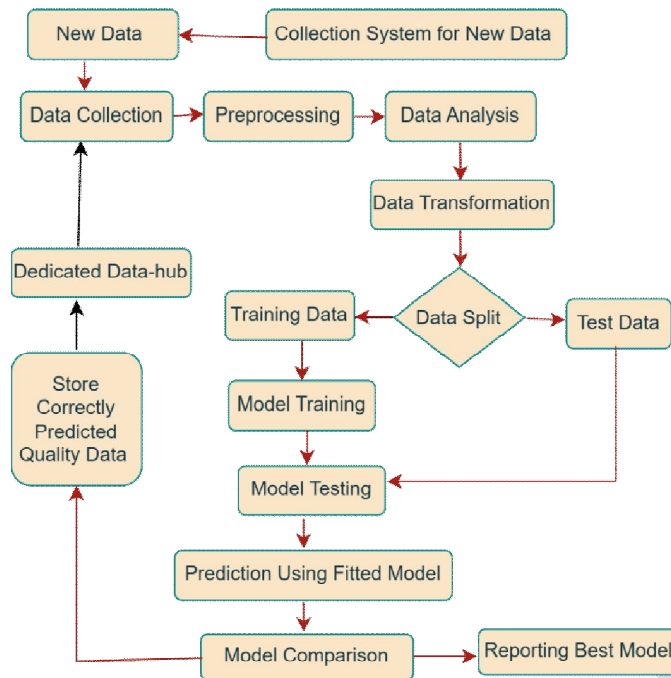 New Data
Collection System for New Data
Data Collection
Preprocessing
Data Analysis
Data Transformation
Dedicated Data-hub
Training Data
Data Split
Test Data
Store
Correctly
Predicted
Quality Data
Model Training
Model Testing
Prediction Using Fitted Model
Model Comparison
Reporting Best Model